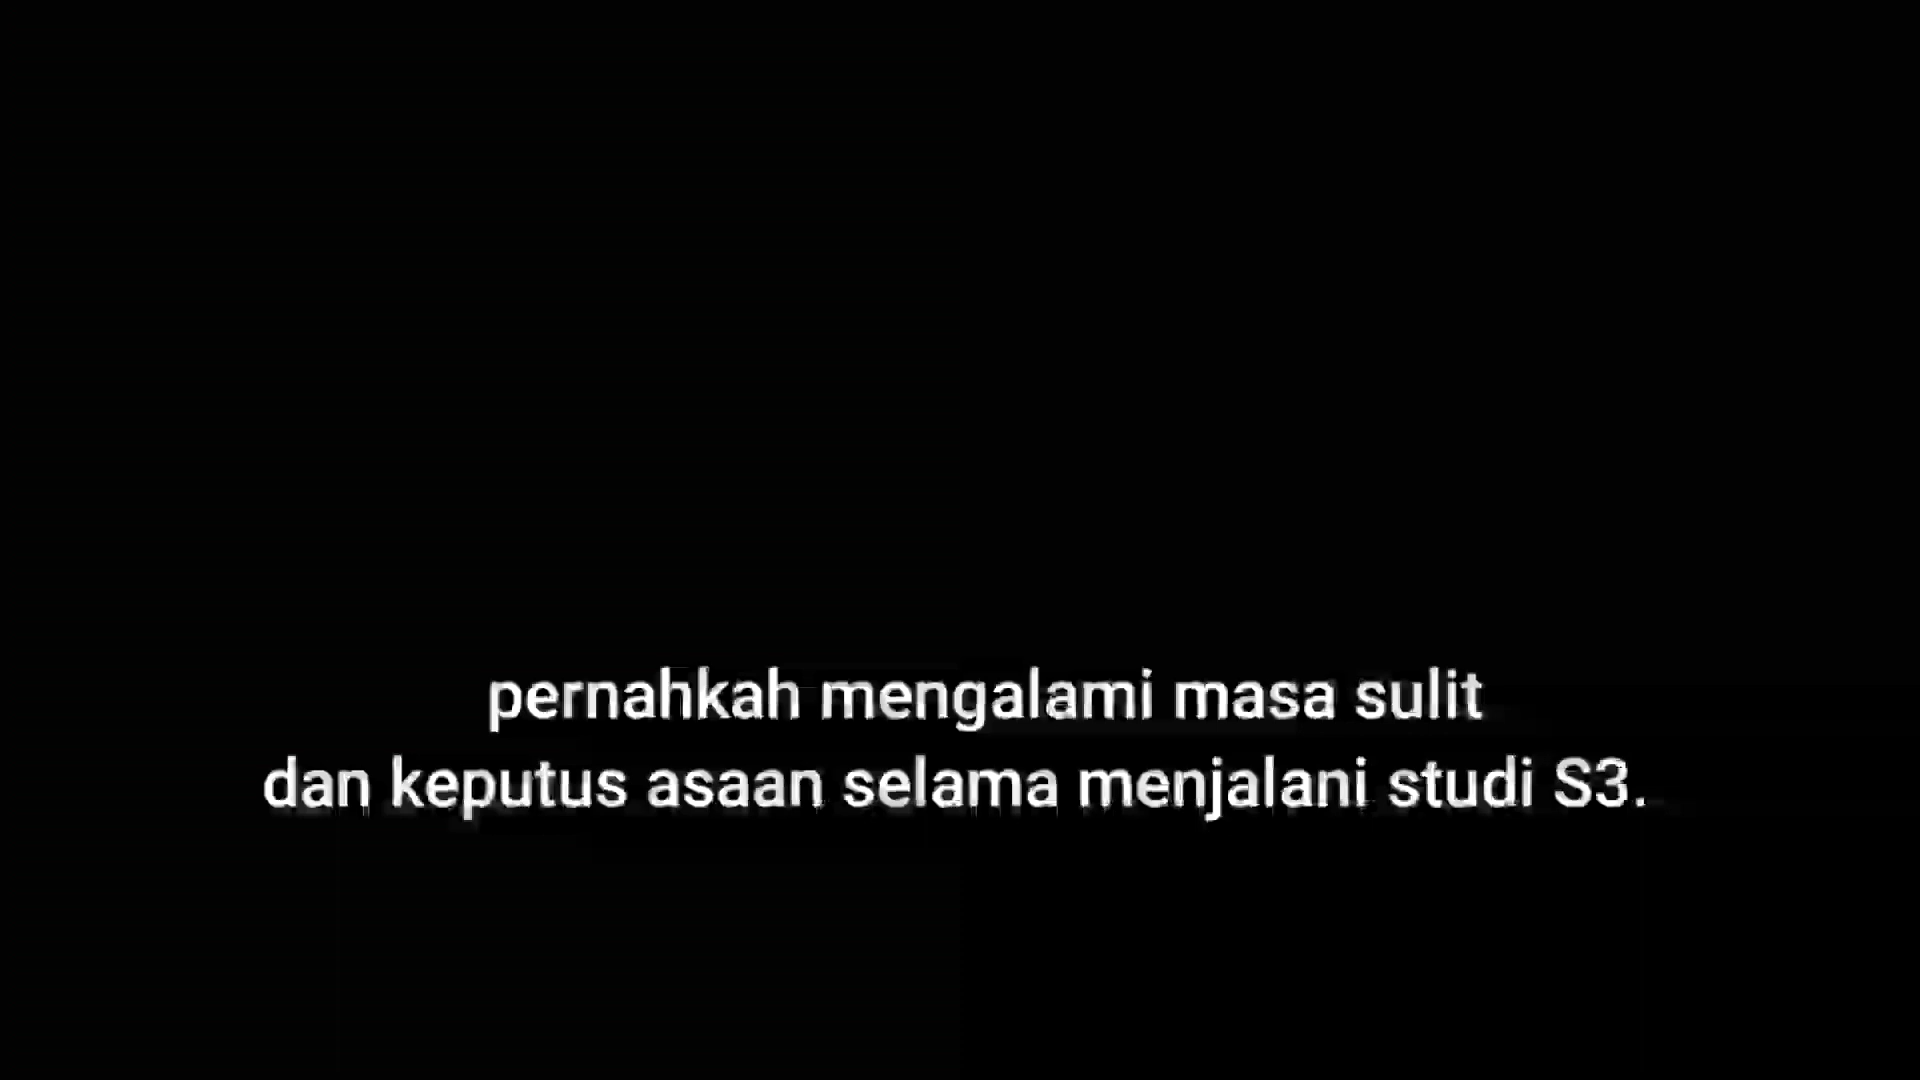 pernahkah mengalami masa sulit
dan keputus asaan selama menjalani studi S3.